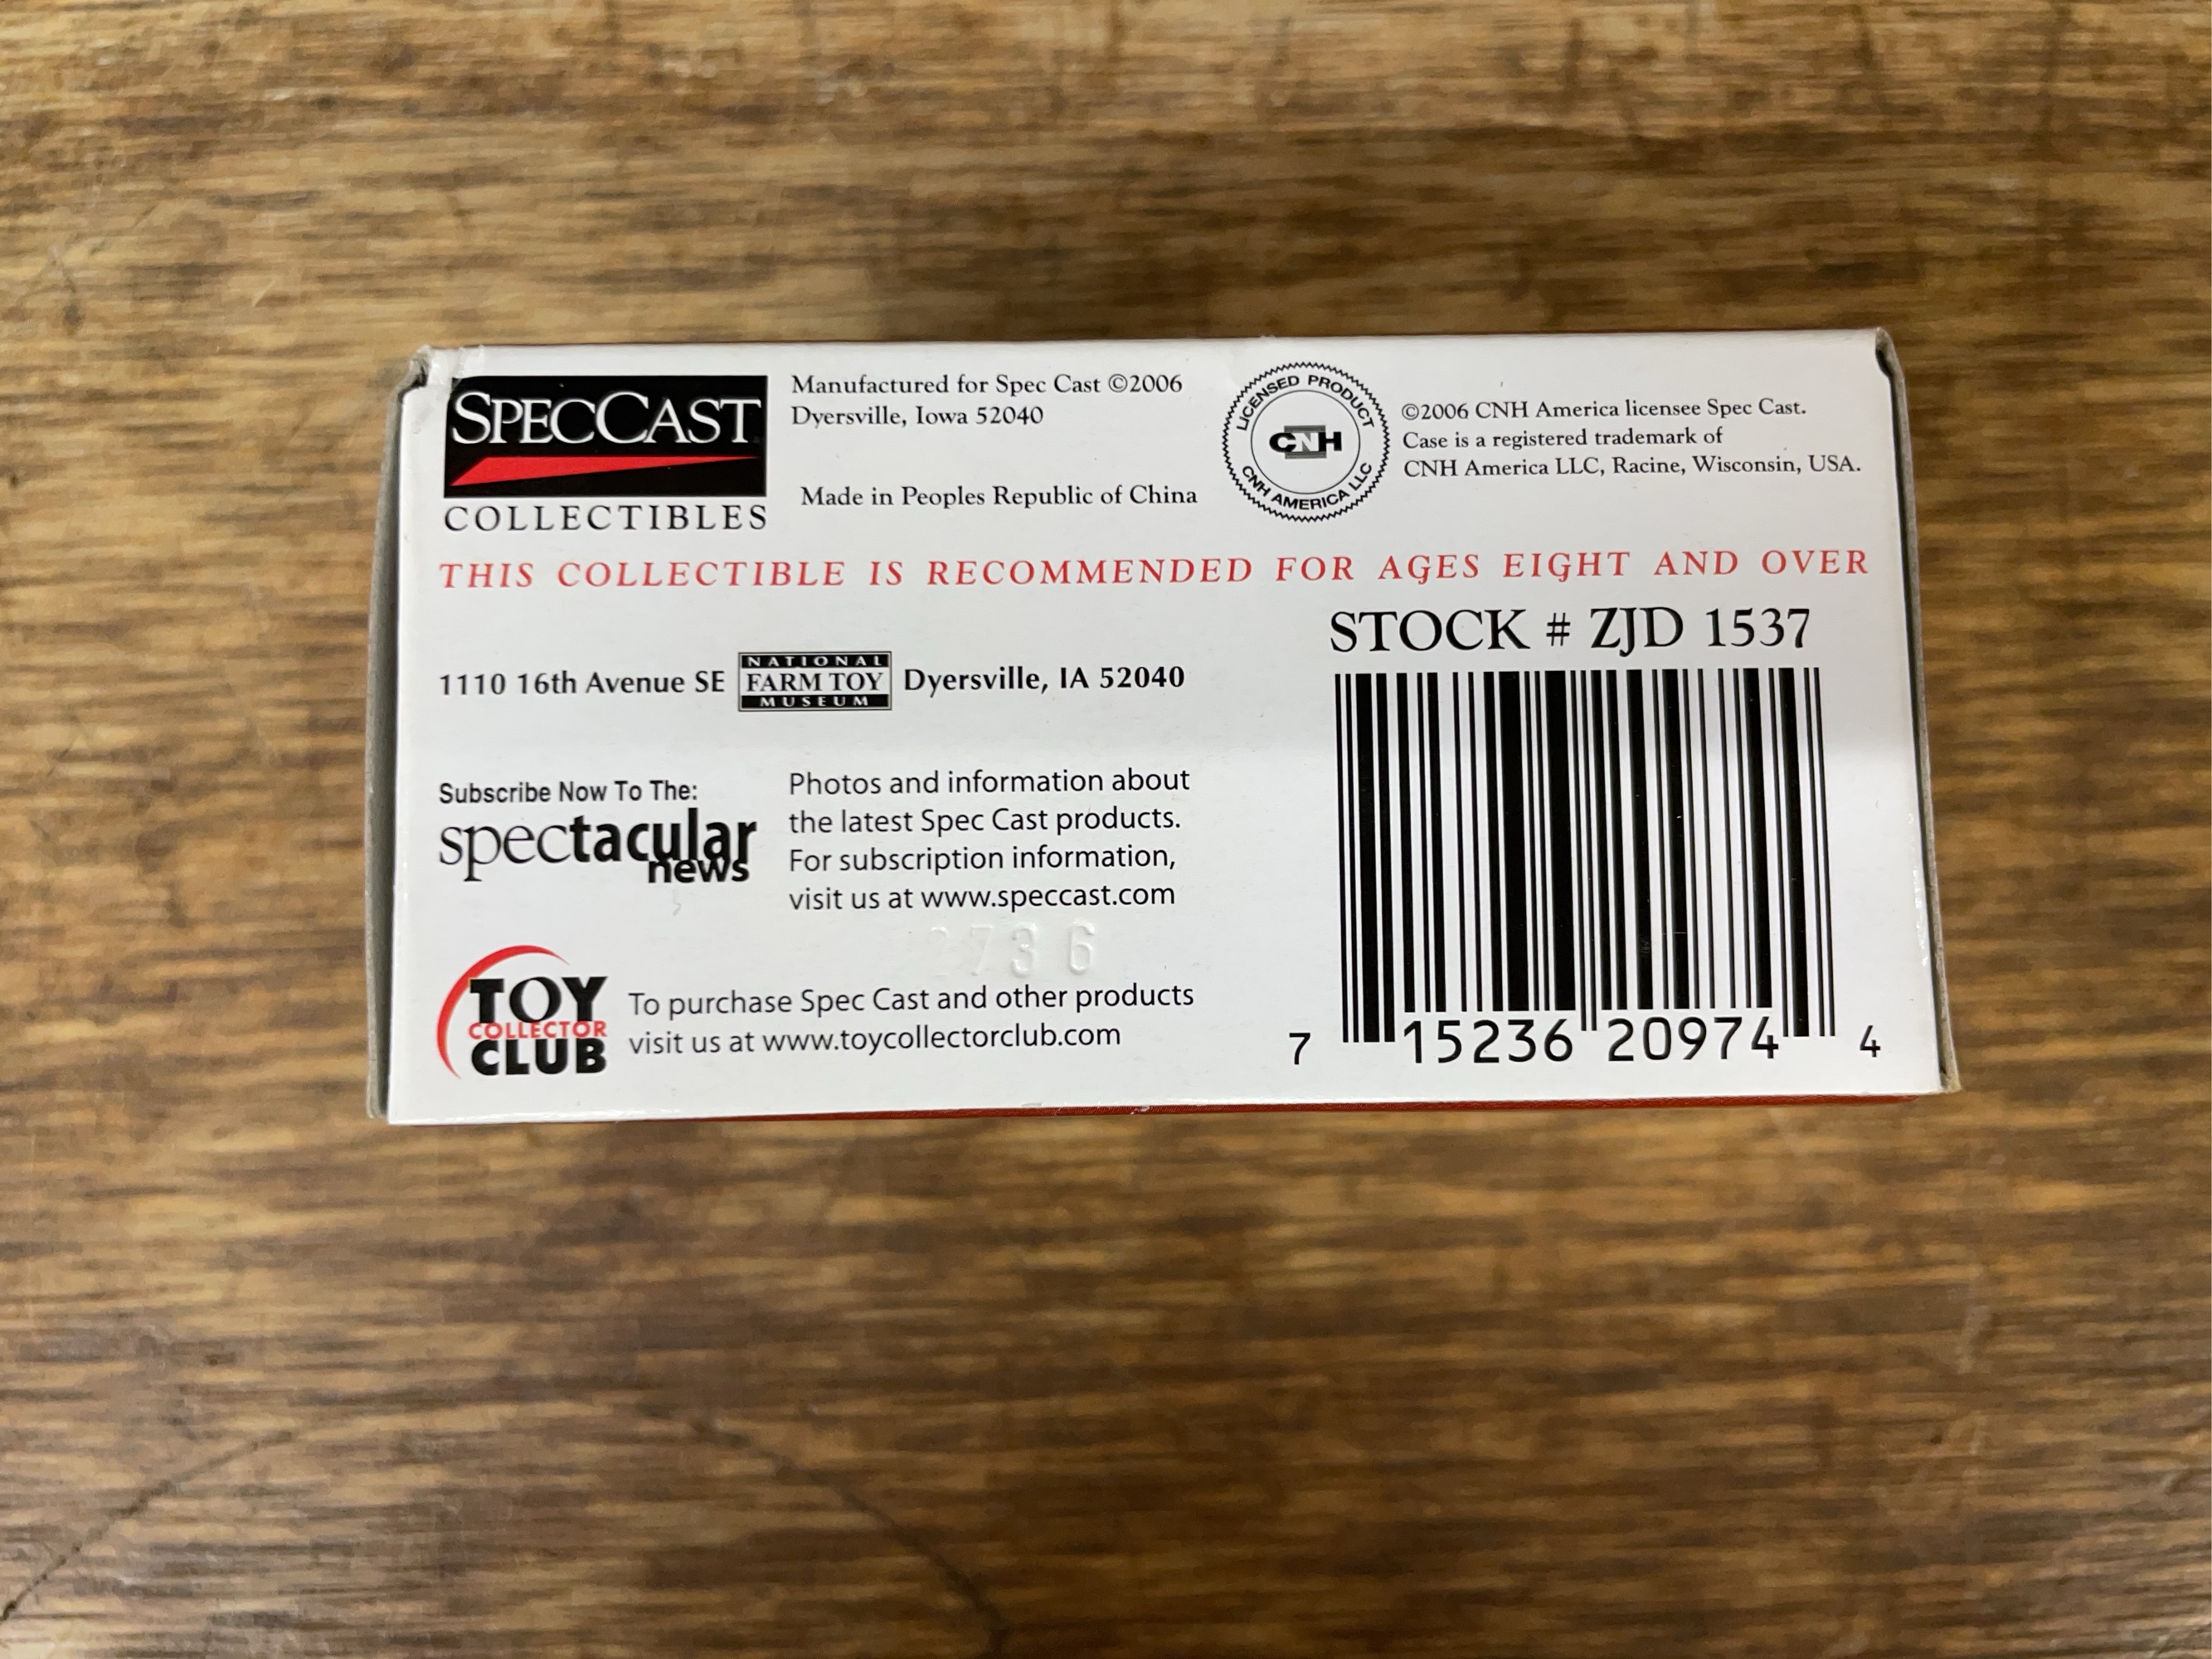 SPECCAST
COLLECTIBLES
Manufactured for Spec Cast ©2006
Dyersville, Iowa 52040
Made in Peoples Republic of China
LICENSED PRODUCT
CNH
CNH AMERICA LLC
©2006 CNH America licensee Spec Cast.
Case is a registered trademark of
CNH America LLC, Racine, Wisconsin, USA.
THIS COLLECTIBLE IS RECOMMENDED FOR AGES EIGHT AND OVER
1110 16th Avenue SE
NATIONAL
FARM TOY
MUSEUM
Dyersville, IA 52040
STOCK # ZJD 1537
Subscribe Now To The:
spectacular
news
Photos and information about
the latest Spec Cast products.
For subscription information,
visit us at www.speccast.com
2736
TOY
COLLECTOR
CLUB
To purchase Spec Cast and other products
visit us at www.toycollectorclub.com
7 15236 20974 4